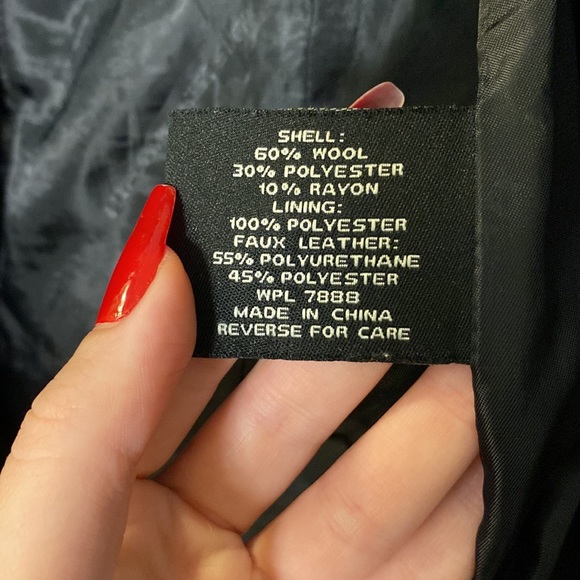 SHELL:
60% WOOL
30% POLYESTER
10% RAYON
LINING:
100% POLYESTER
FAUX LEATHER:
55% POLYURETHANE
45% POLYESTER
WPL 7888
MADE IN CHINA
REVERSE FOR CARE